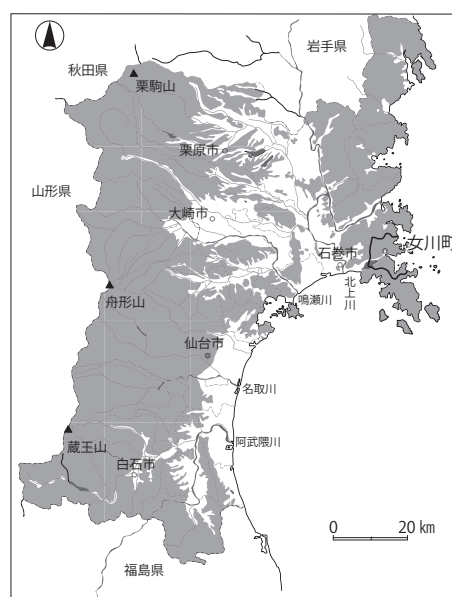 岩手県
秋田県
栗駒山
栗原市
山形県
大崎市
女川町
石巻市
北上川
鳴瀬川
舟形山
仙台市
名取川
阿武隈川
蔵王山
白石市
0 20 km
福島県